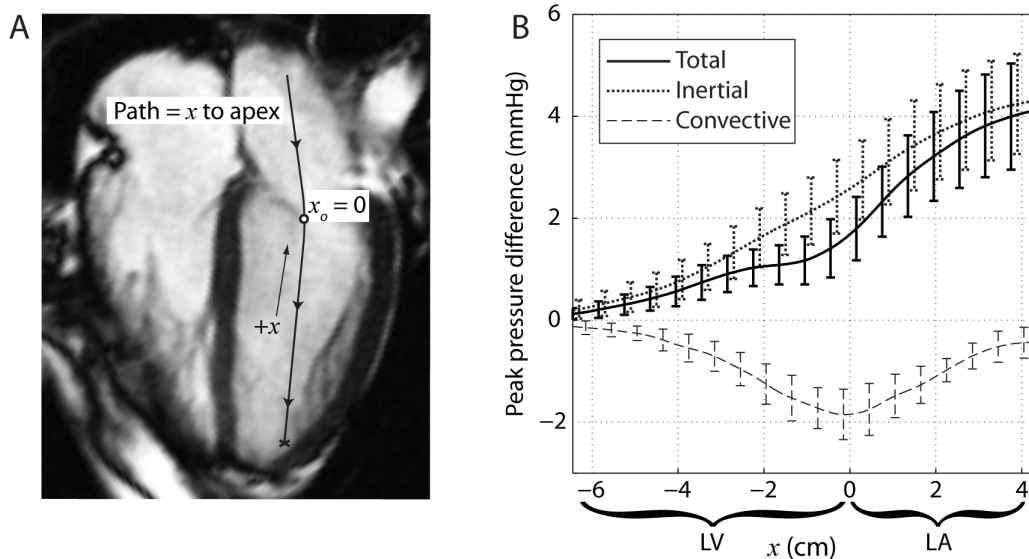 A
Path = x to apex
xₒ = 0
+x
B
Total
Inertial
Convective
Peak pressure difference (mmHg)
6
4
2
0
−2
−6
−4
−2
0
2
4
LV
x (cm)
LA